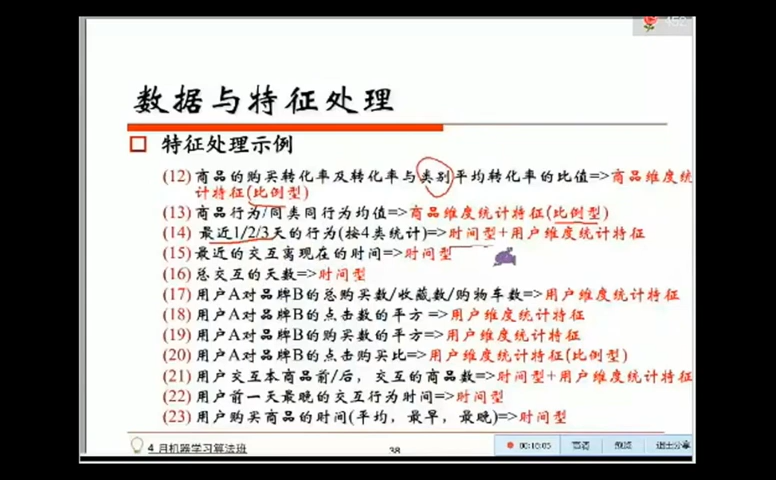 数据与特征处理
特征处理示例
(12) 商品的购买转化率及转化率与类别平均转化率的比值=>商品维度统
计特征(比例型)
(13) 商品行为/同类同行为均值=>商品维度统计特征(比例型)
(14) 最近1/2/3天的行为(按4类统计)=>时间型+用户维度统计特征
(15) 最近的交互离现在的时间=>时间型
(16) 总交互的天数=>时间型
(17) 用户A对品牌B的总购买数/收藏数/购物车数=>用户维度统计特征
(18) 用户A对品牌B的点击数的平方 =>用户维度统计特征
(19) 用户A对品牌B的购买数的平方=>用户维度统计特征
(20) 用户A对品牌B的点击购买比=>用户维度统计特征(比例型)
(21) 用户交互本商品前/后，交互的商品数=>时间型+用户维度统计特征
(22) 用户前一天最晚的交互行为时间=>时间型
(23) 用户购买商品的时间(平均，最早，最晚)=>时间型
4月机器学习算法班
38
00:10:05
退出分享